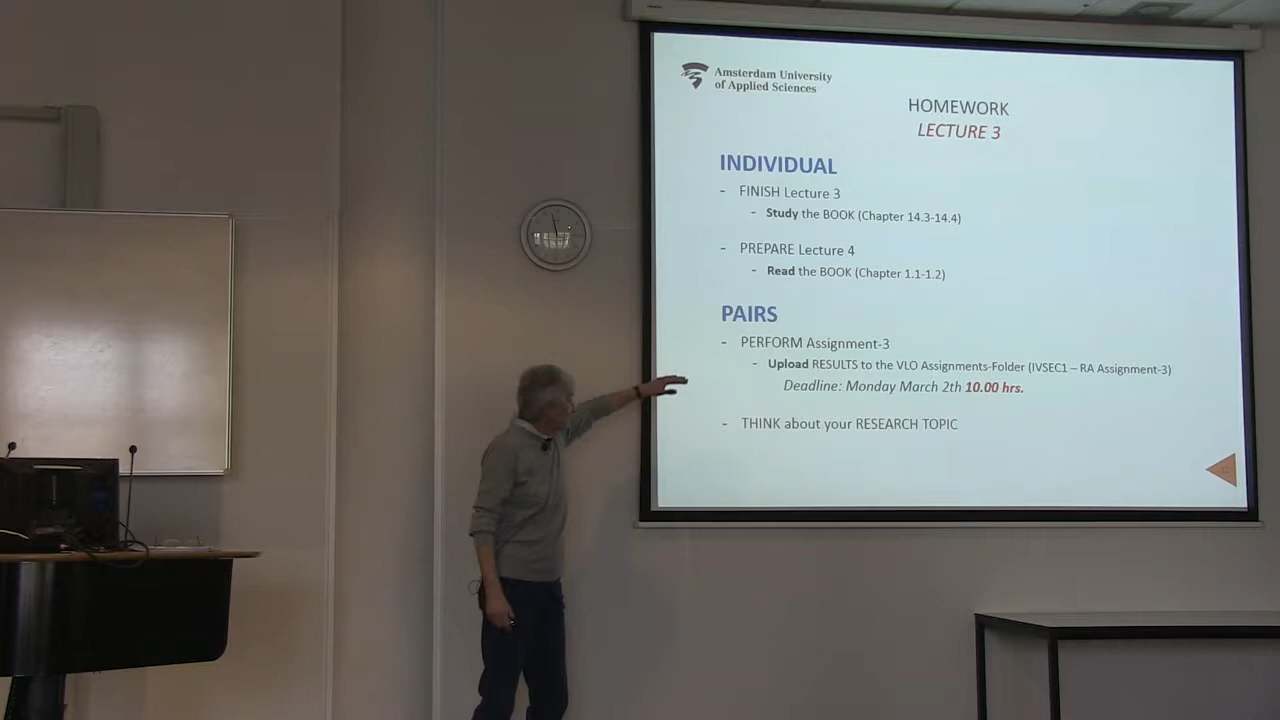 Amsterdam University
of Applied Sciences
HOMEWORK
LECTURE 3
INDIVIDUAL
- FINISH Lecture 3
- Study the BOOK (Chapter 14.3-14.4)
- PREPARE Lecture 4
- Read the BOOK (Chapter 1.1-1.2)
PAIRS
- PERFORM Assignment-3
- Upload RESULTS to the VLO Assignments-Folder (IVSEC1 – RA Assignment-3)
Deadline: Monday March 2th 10.00 hrs.
- THINK about your RESEARCH TOPIC